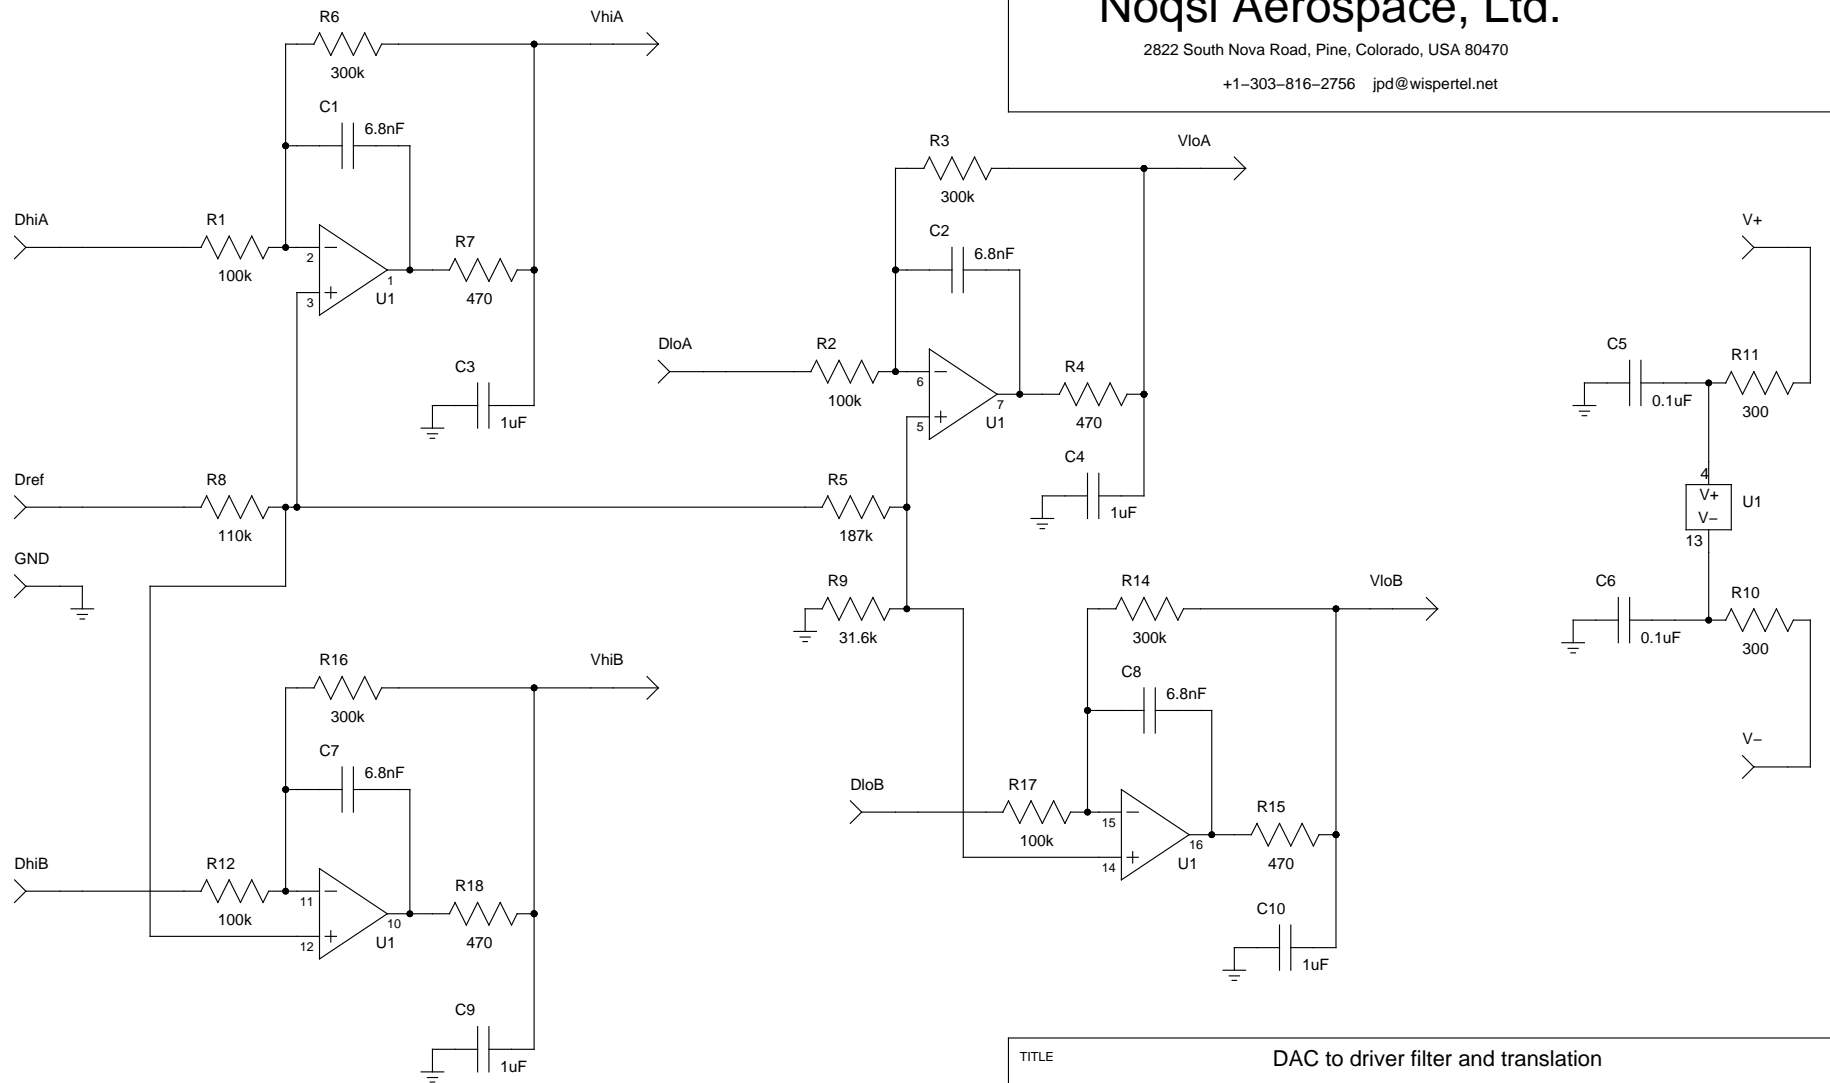 Noqsi Aerospace, Ltd.
2822 South Nova Road, Pine, Colorado, USA 80470
+1−303−816−2756 jpd@wispertel.net
R6
300k
VhiA
C1
6.8nF
DhiA
R1
100k
2
3
1
U1
R7
470
C3
1uF
R3
300k
VloA
C2
6.8nF
DloA
R2
100k
6
5
7
U1
R4
470
C4
1uF
V+
C5
0.1uF
R11
300
4
V+
V−
13
U1
C6
0.1uF
R10
300
V−
Dref
R8
110k
R5
187k
GND
R9
31.6k
R14
300k
VloB
C8
6.8nF
DloB
R17
100k
15
14
16
U1
R15
470
C10
1uF
R16
300k
VhiB
C7
6.8nF
DhiB
R12
100k
11
12
10
U1
R18
470
C9
1uF
TITLE
DAC to driver filter and translation